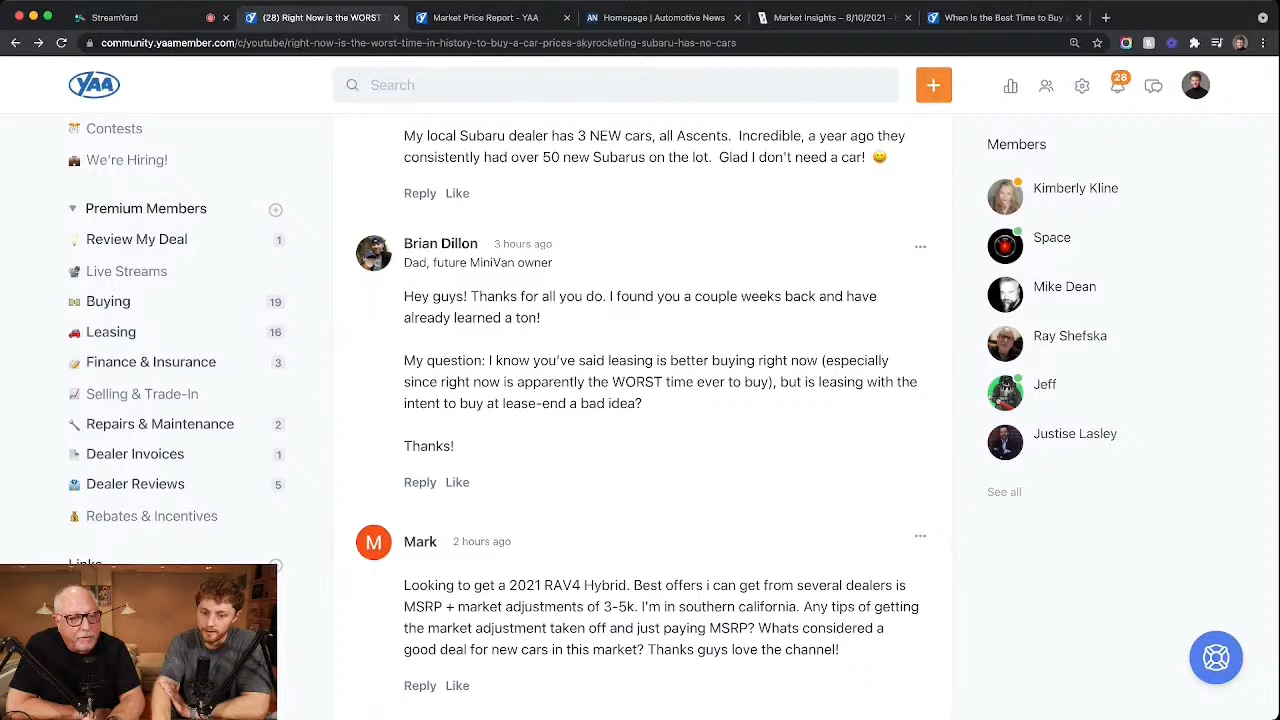 StreamYard
(28) Right Now is the WORST
Market Price Report - YAA
AN Homepage | Automotive News
Market Insights – 8/10/2021 –
When Is the Best Time to Buy
community.yaamember.com/c/youtube/right-now-is-the-worst-time-in-history-to-buy-a-car-prices-skyrocketing-subaru-has-no-cars
YAA
Search
28
Contests
We're Hiring!
Premium Members
Review My Deal 1
Live Streams
Buying 19
Leasing 16
Finance & Insurance 3
Selling & Trade-In
Repairs & Maintenance 2
Dealer Invoices 1
Dealer Reviews 5
Rebates & Incentives
Links
My local Subaru dealer has 3 NEW cars, all Ascents. Incredible, a year ago they
consistently had over 50 new Subarus on the lot. Glad I don't need a car! 😀
Reply Like
Brian Dillon 3 hours ago
Dad, future MiniVan owner
Hey guys! Thanks for all you do. I found you a couple weeks back and have
already learned a ton!
My question: I know you've said leasing is better buying right now (especially
since right now is apparently the WORST time ever to buy), but is leasing with the
intent to buy at lease-end a bad idea?
Thanks!
Reply Like
M
Mark 2 hours ago
Looking to get a 2021 RAV4 Hybrid. Best offers i can get from several dealers is
MSRP + market adjustments of 3-5k. I'm in southern california. Any tips of getting
the market adjustment taken off and just paying MSRP? Whats considered a
good deal for new cars in this market? Thanks guys love the channel!
Reply Like
Members
Kimberly Kline
Space
Mike Dean
Ray Shefska
Jeff
Justise Lasley
See all